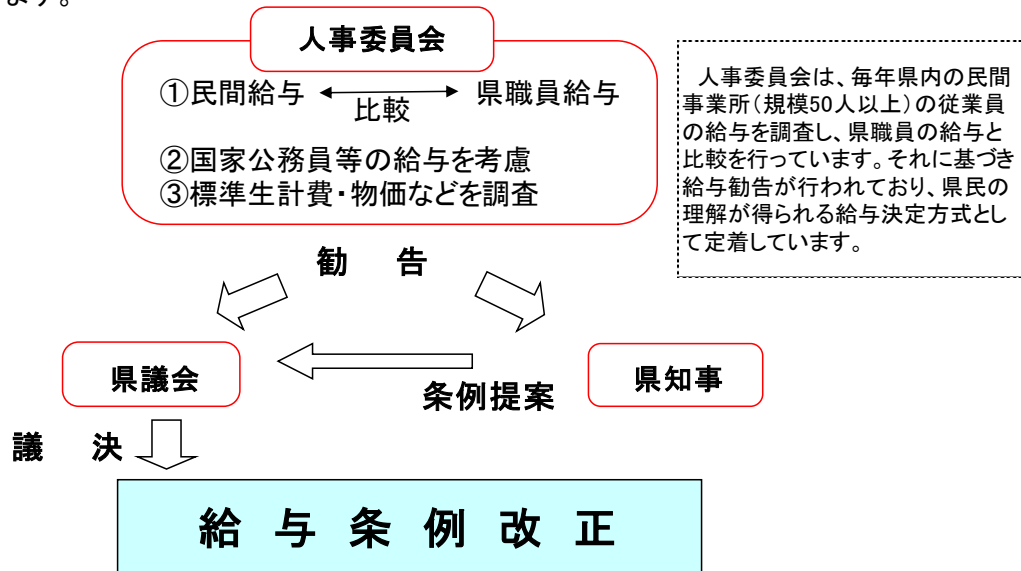 ます。
人事委員会
①民間給与 県職員給与
比較
②国家公務員等の給与を考慮
③標準生計費・物価などを調査
人事委員会は、毎年県内の民間
事業所(規模50人以上)の従業員
の給与を調査し、県職員の給与と
比較を行っています。それに基づき
給与勧告が行われており、県民の
理解が得られる給与決定方式とし
て定着しています。
勧 告
県議会
条例提案
県知事
議 決
給 与 条 例 改 正